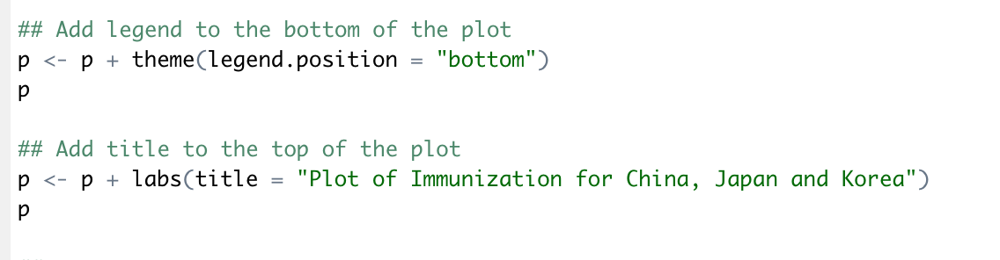 ## Add legend to the bottom of the plot
p <- p + theme(legend.position = "bottom")
p
## Add title to the top of the plot
p <- p + labs(title = "Plot of Immunization for China, Japan and Korea")
p